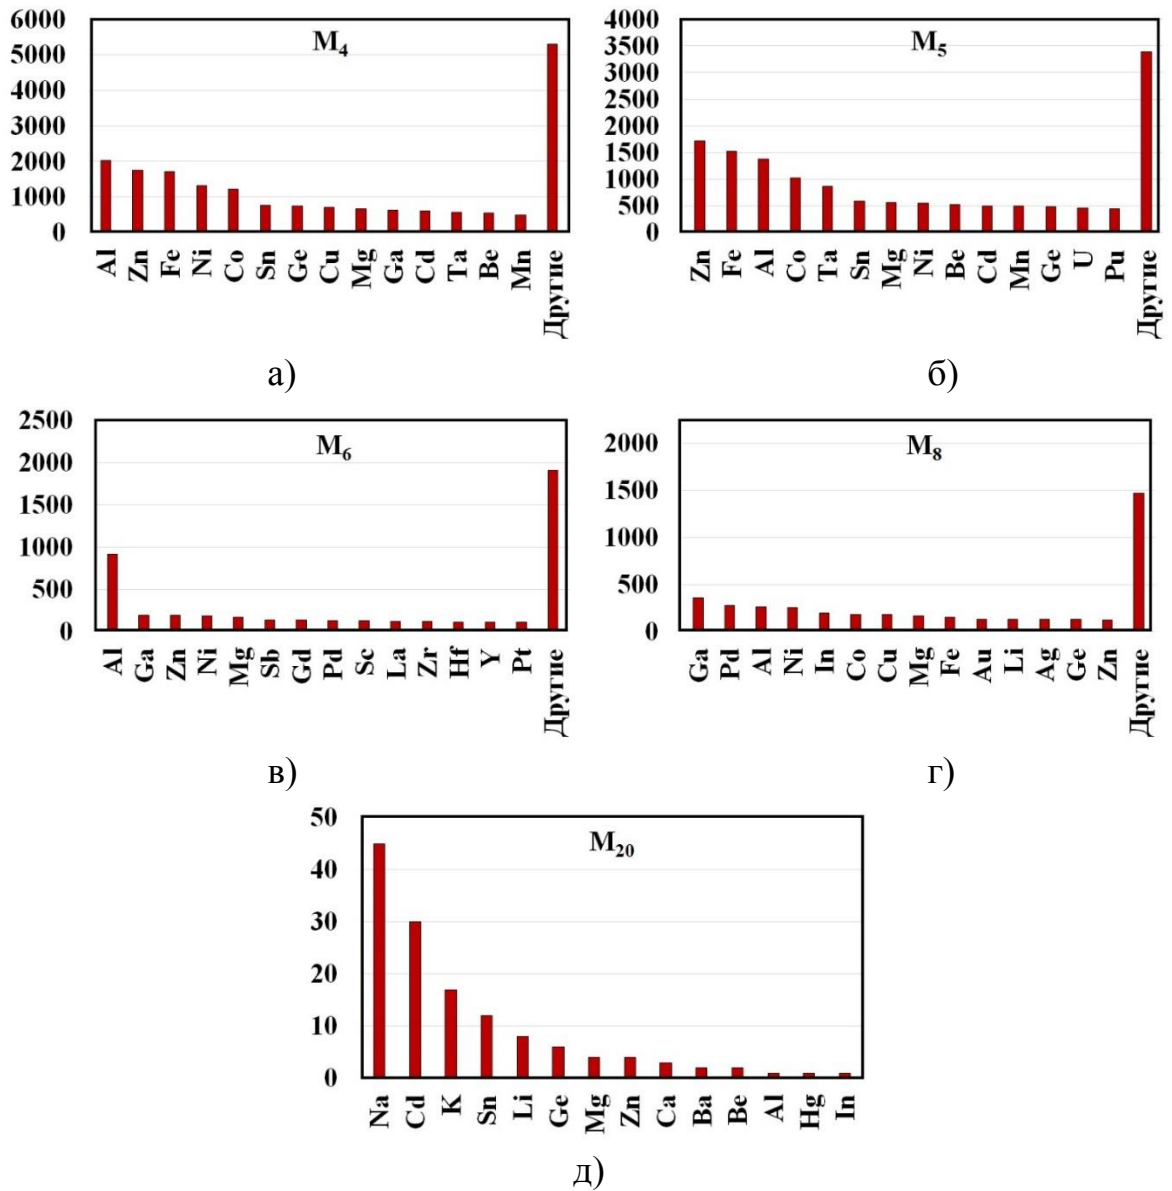 M₄
6000
5000
4000
3000
2000
1000
0
Al Zn Fe Ni Co Sn Ge Cu Mg Ga Cd Ta Be Mn Другие
а)
M₅
4000
3500
3000
2500
2000
1500
1000
500
0
Zn Fe Al Co Ta Sn Mg Ni Be Cd Mn Ge U Pu Другие
б)
M₆
2500
2000
1500
1000
500
0
Al Ga Zn Ni Mg Sb Gd Pd Sc La Zr Hf Y Pt Другие
в)
M₈
2000
1500
1000
500
0
Ga Pd Al Ni In Co Cu Mg Fe Au Li Ag Ge Zn Другие
г)
M₂₀
50
40
30
20
10
0
Na Cd K Sn Li Ge Mg Zn Ca Ba Be Al Hg In
д)